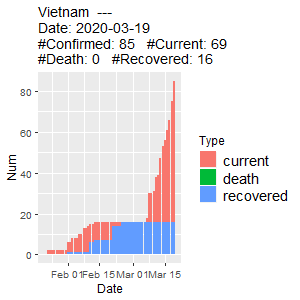 Vietnam  ---
Date: 2020-03-19
#Confirmed: 85   #Current: 69
#Death: 0   #Recovered: 16
Num
80
60
40
20
0
Feb 01 Feb 15 Mar 01 Mar 15
Date
Type
current
death
recovered